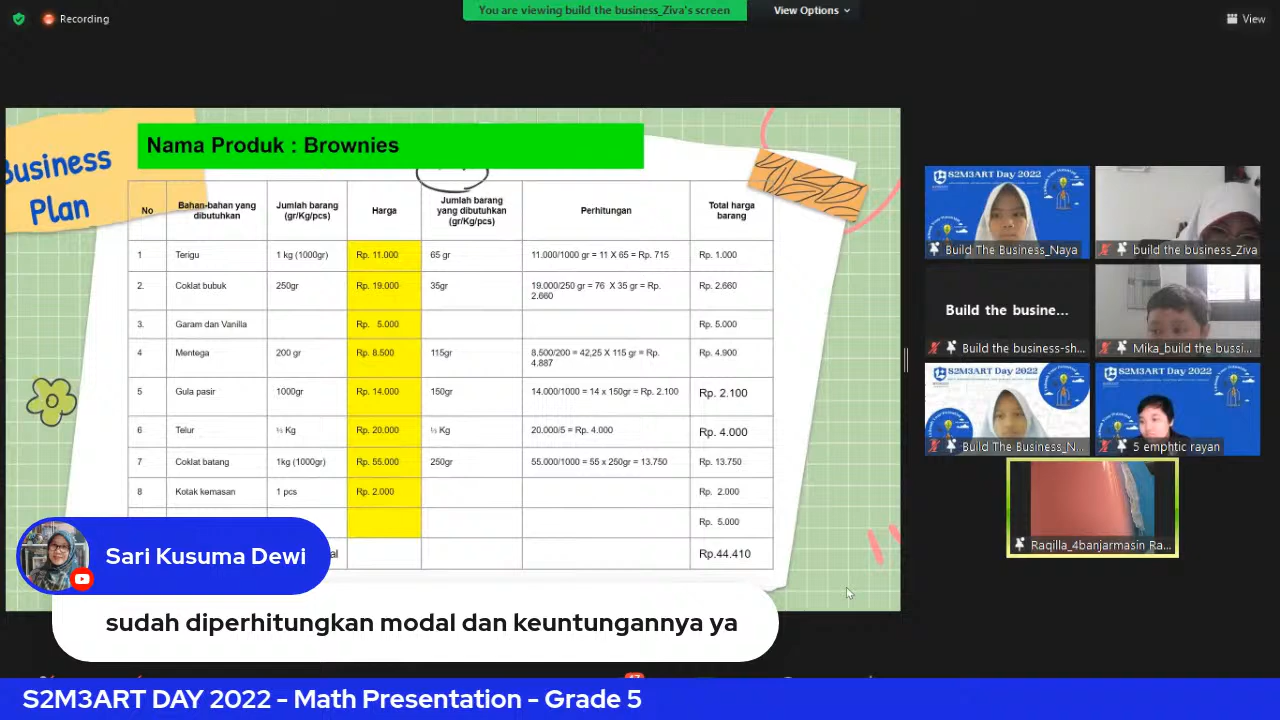 Recording
You are viewing build the business_Ziva's screen
View Options
View
Business
Plan
Nama Produk : Brownies
No
Bahan-bahan yang
dibutuhkan
Jumlah barang
(gr/Kg/pcs)
Harga
Jumlah barang
yang dibutuhkan
(gr/Kg/pcs)
Perhitungan
Total harga
barang
1 Terigu 1 kg (1000gr) Rp. 11.000 65 gr 11.000/1000 gr = 11 X 65 = Rp. 715 Rp. 1.000
2. Coklat bubuk 250gr Rp. 19.000 35gr 19.000/250 gr = 76 X 35 gr = Rp.
2.660
Rp. 2.660
3. Garam dan Vanilla Rp. 5.000 Rp. 5.000
4 Mentega 200 gr Rp. 8.500 115gr 8.500/200 = 42,25 X 115 gr = Rp.
4.887
Rp. 4.900
5 Gula pasir 1000gr Rp. 14.000 150gr 14.000/1000 = 14 x 150gr = Rp. 2.100 Rp. 2.100
6 Telur Kg Rp. 20.000 Kg 20.000/5 = Rp. 4.000 Rp. 4.000
7 Coklat batang 1kg (1000gr) Rp. 55.000 250gr 55.000/1000 = 55 x 250gr = 13.750 Rp. 13.750
8 Kotak kemasan 1 pcs Rp. 2.000 Rp. 2.000
Rp. 5.000
Rp.44.410
S2M3ART Day 2022
Build The Business_Naya
build the business_Ziva
Build the busine...
Build the business-sh...
Mika_build the bussi...
S2M3ART Day 2022
Build The Business_N...
S2M3ART Day 2022
5 emphtic rayan
Raqilla_4banjarmasin Ra...
Sari Kusuma Dewi
sudah diperhitungkan modal dan keuntungannya ya
S2M3ART DAY 2022 - Math Presentation - Grade 5